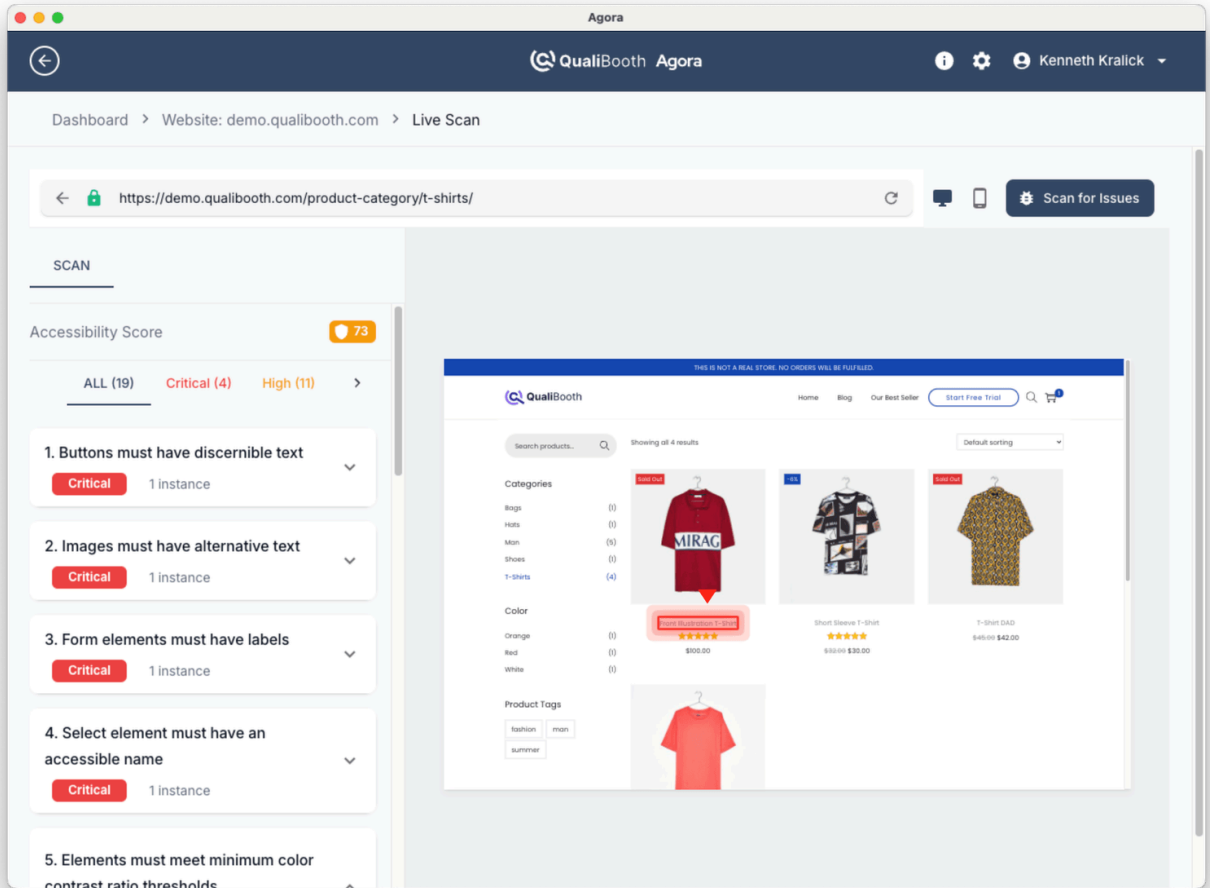 Agora
QualiBooth Agora
Kenneth Kralick
Dashboard > Website: demo.qualibooth.com > Live Scan
https://demo.qualibooth.com/product-category/t-shirts/
Scan for Issues
SCAN
Accessibility Score
73
ALL (19)
Critical (4)
High (11)
1. Buttons must have discernible text
Critical
1 instance
2. Images must have alternative text
Critical
1 instance
3. Form elements must have labels
Critical
1 instance
4. Select element must have an
accessible name
Critical
1 instance
5. Elements must meet minimum color
contrast ratio thresholds
THIS IS NOT A REAL STORE. NO ORDERS WILL BE FULFILLED.
QualiBooth
Home
Blog
Our Best Seller
Start Free Trial
1
Search products...
Showing all 4 results
Default sorting
Categories
Bags (1)
Hats (1)
Man (5)
Shoes (1)
T-Shirts (4)
Color
Orange (1)
Red (1)
White (1)
Product Tags
fashion
man
summer
Sold Out
MIRAG
Front Illustration T-Shirt
$100.00
-6%
Short Sleeve T-Shirt
$32.00 $30.00
Sold Out
T-Shirt DAD
$45.00 $42.00